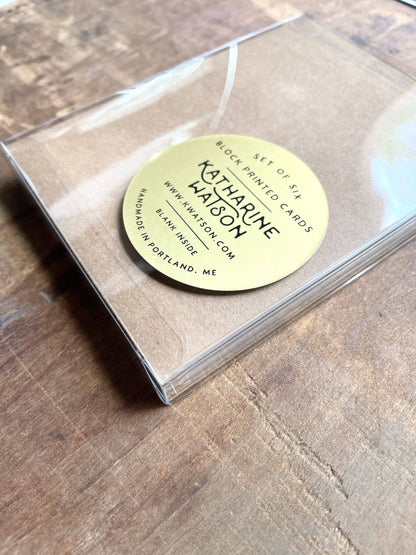 SET OF SIX
BLOCK PRINTED CARDS
KATHARINE
WATSON
WWW.KWATSON.COM
BLANK INSIDE
HANDMADE IN PORTLAND, ME